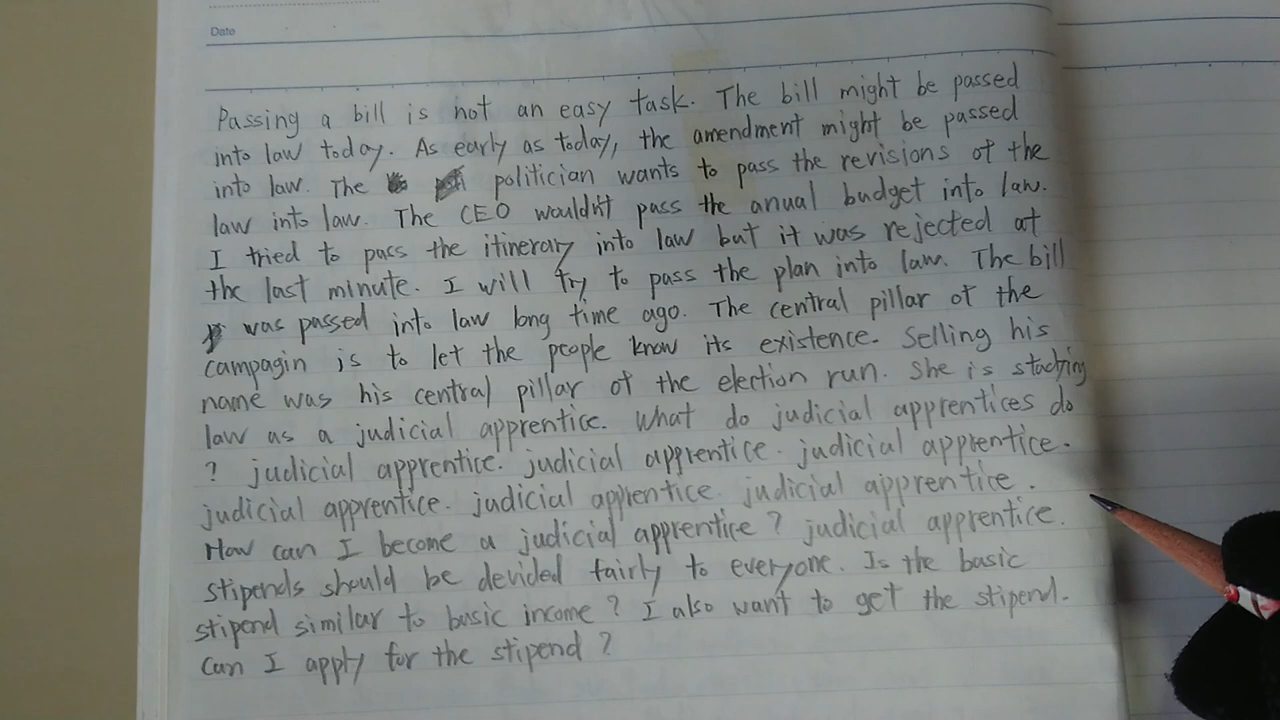 Date
Passing a bill is not an easy task. The bill might be passed
into law today. As early as today, the amendment might be passed
into law. The politician wants to pass the revisions of the
law into law. The CEO wouldn't pass the anual budget into law.
I tried to pass the itinerary into law but it was rejected at
the last minute. I will try to pass the plan into law. The bill
was passed into law long time ago. The central pillar of the
campagin is to let the people know its existence. Selling his
name was his central pillar of the election run. She is studying
law as a judicial apprentice. What do judicial apprentices do
? judicial apprentice. judicial apprentice. judicial apprentice.
judicial apprentice. judicial apprentice. judicial apprentice.
How can I become a judicial apprentice? judicial apprentice.
stipends should be devided fairly to everyone. Is the basic
stipend similar to basic income? I also want to get the stipend.
Can I apply for the stipend?